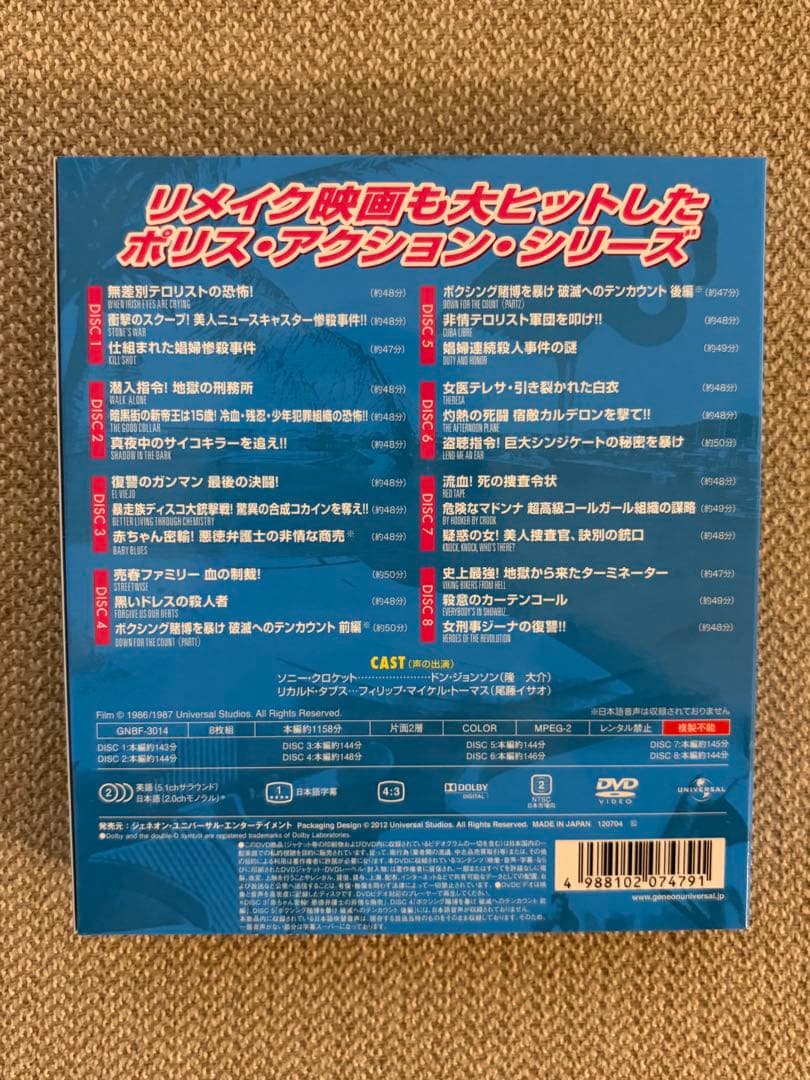 リメイク映画も大ヒットした
ポリス・アクション・シリーズ
DISC 1
無差別テロリストの恐怖! (約48分)
WHEN IRISH EYES ARE CRYING
衝撃のスクープ! 美人ニュースキャスター惨殺事件!! (約48分)
STONE'S WAR
仕組まれた娼婦惨殺事件 (約47分)
KILL SHOT
DISC 2
潜入指令! 地獄の刑務所 (約48分)
WALK ALONE
暗黒街の新帝王は15歳! 冷血・残忍・少年犯罪組織の恐怖!! (約48分)
THE GOOD COLLAR
真夜中のサイコキラーを追え!! (約48分)
SHADOW IN THE DARK
DISC 3
復讐のガンマン 最後の決闘! (約48分)
EL VIEJO
暴走族ディスコ大銃撃戦! 驚異の合成コカインを奪え!! (約48分)
BETTER LIVING THROUGH CHEMISTRY
赤ちゃん密輸! 悪徳弁護士の非情な商売※ (約48分)
BABY BLUES
DISC 4
売春ファミリー 血の制裁! (約50分)
STREETWISE
黒いドレスの殺人者 (約48分)
FORGIVE US OUR DEBTS
ボクシング賭博を暴け 破滅へのテンカウント 前編※ (約50分)
DOWN FOR THE COUNT (PART1)
DISC 5
ボクシング賭博を暴け 破滅へのテンカウント 後編※ (約47分)
DOWN FOR THE COUNT (PART2)
非情テロリスト軍団を叩け!! (約48分)
CUBA LIBRE
娼婦連続殺人事件の謎 (約49分)
DUTY AND HONOR
DISC 6
女医テレサ・引き裂かれた白衣 (約48分)
THERESA
灼熱の死闘 宿敵カルデロンを撃て!! (約48分)
THE AFTERNOON PLANE
盗聴指令! 巨大シンジケートの秘密を暴け (約50分)
LEND ME AN EAR
DISC 7
流血! 死の捜査令状 (約48分)
RED TAPE
危険なマドンナ 超高級コールガール組織の謀略 (約49分)
BY HOOKER BY CROOK
疑惑の女! 美人捜査官、訣別の銃口 (約48分)
KNOCK, KNOCK, WHO'S THERE?
DISC 8
史上最強! 地獄から来たターミネーター (約47分)
VIKING BIKERS FROM HELL
殺意のカーテンコール (約49分)
EVERYBODY'S IN SHOWBIZ...
女刑事ジーナの復讐!! (約48分)
HEROES OF THE REVOLUTION
CAST (声の出演)
ソニー・クロケット…………………ドン・ジョンソン(隆 大介)
リカルド・タブス…フィリップ・マイケル・トーマス(尾藤イサオ)
Film © 1986/1987 Universal Studios. All Rights Reserved.
※日本語音声は収録されておりません
GNBF-3014 8枚組 本編約1158分 片面2層 COLOR MPEG-2 レンタル禁止 複製不能
DISC 1:本編約143分 DISC 3:本編約144分 DISC 5:本編約144分 DISC 7:本編約145分
DISC 2:本編約144分 DISC 4:本編約148分 DISC 6:本編約146分 DISC 8:本編約144分
2 英語(5.1chサラウンド)
日本語(2.0chモノラル)※
1 日本語字幕
4:3
DOLBY DIGITAL
2 NTSC 日本市場向
DVD VIDEO
UNIVERSAL
発売元:ジェネオン・ユニバーサル・エンターテイメント Packaging Design © 2012 Universal Studios. All Rights Reserved. MADE IN JAPAN 120704
●Dolby and the double-D symbol are registered trademarks of Dolby Laboratories.
4 988102 074791
www.geneonuniversal.jp